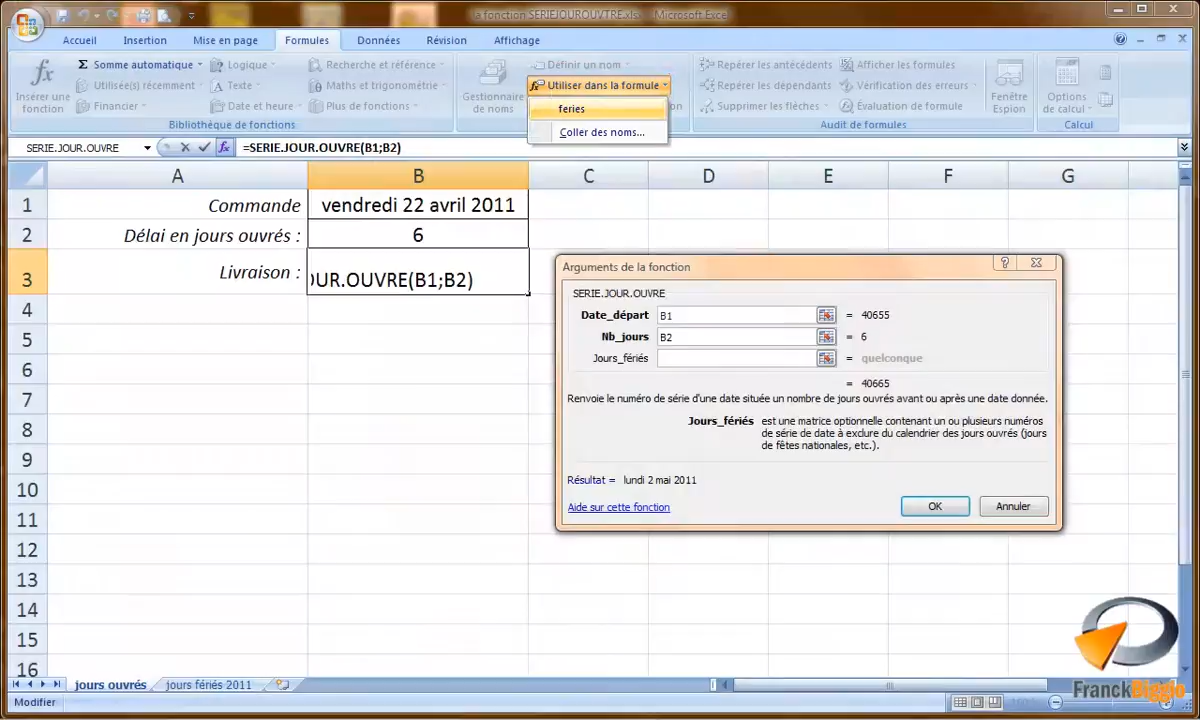 la fonction SERIEJOUROUVTRE.xlsx - Microsoft Excel
Accueil Insertion Mise en page Formules Données Révision Affichage
Insérer une fonction
Σ Somme automatique
Utilisée(s) récemment
Financier
Logique
Texte
Date et heure
Recherche et référence
Maths et trigonométrie
Plus de fonctions
Bibliothèque de fonctions
Gestionnaire de noms
Définir un nom
Utiliser dans la formule
feries
Coller des noms...
Repérer les antécédents
Repérer les dépendants
Supprimer les flèches
Afficher les formules
Vérification des erreurs
Évaluation de formule
Audit de formules
Fenêtre Espion
Options de calcul
Calcul
SERIE.JOUR.OUVRE fx =SERIE.JOUR.OUVRE(B1;B2)
A B C D E F G
1 Commande vendredi 22 avril 2011
2 Délai en jours ouvrés : 6
3 Livraison : OUR.OUVRE(B1;B2)
4
5
6
7
8
9
10
11
12
13
14
15
16
Arguments de la fonction
SERIE.JOUR.OUVRE
Date_départ B1 = 40655
Nb_jours B2 = 6
Jours_fériés = quelconque
= 40665
Renvoie le numéro de série d'une date située un nombre de jours ouvrés avant ou après une date donnée.
Jours_fériés est une matrice optionnelle contenant un ou plusieurs numéros
de série de date à exclure du calendrier des jours ouvrés (jours
de fêtes nationales, etc.).
Résultat = lundi 2 mai 2011
Aide sur cette fonction
OK Annuler
jours ouvrés jours fériés 2011
Modifier
FranckBiggio